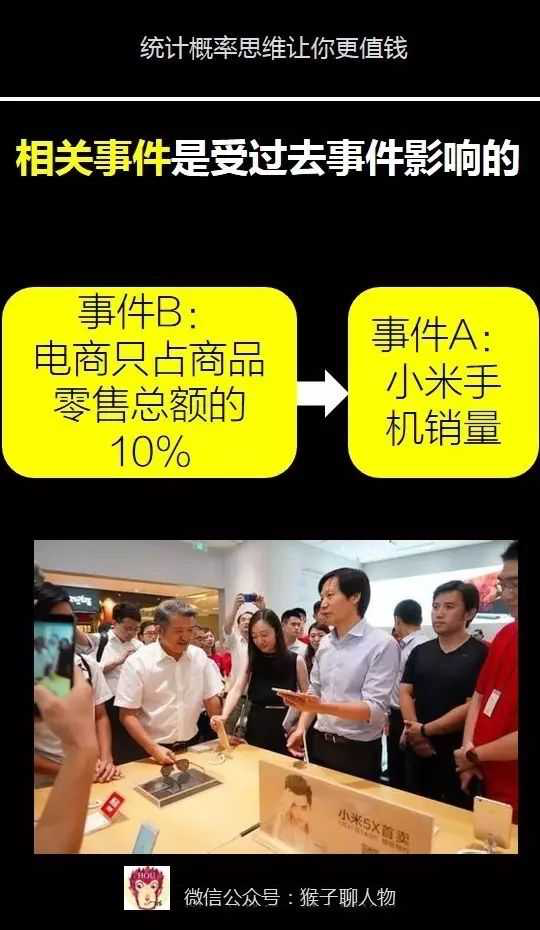 统计概率思维让你更值钱
相关事件是受过去事件影响的
事件B：
电商只占商品
零售总额的
10%
事件A：
小米手
机销量
小米5X首卖
HOU
微信公众号：猴子聊人物